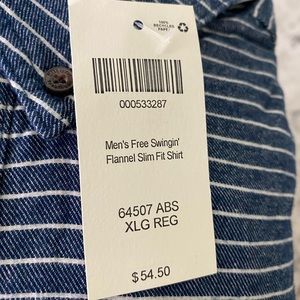 100%
RECYCLED
PAPER
000533287
Men's Free Swingin'
Flannel Slim Fit Shirt
64507 ABS
XLG REG
$54.50